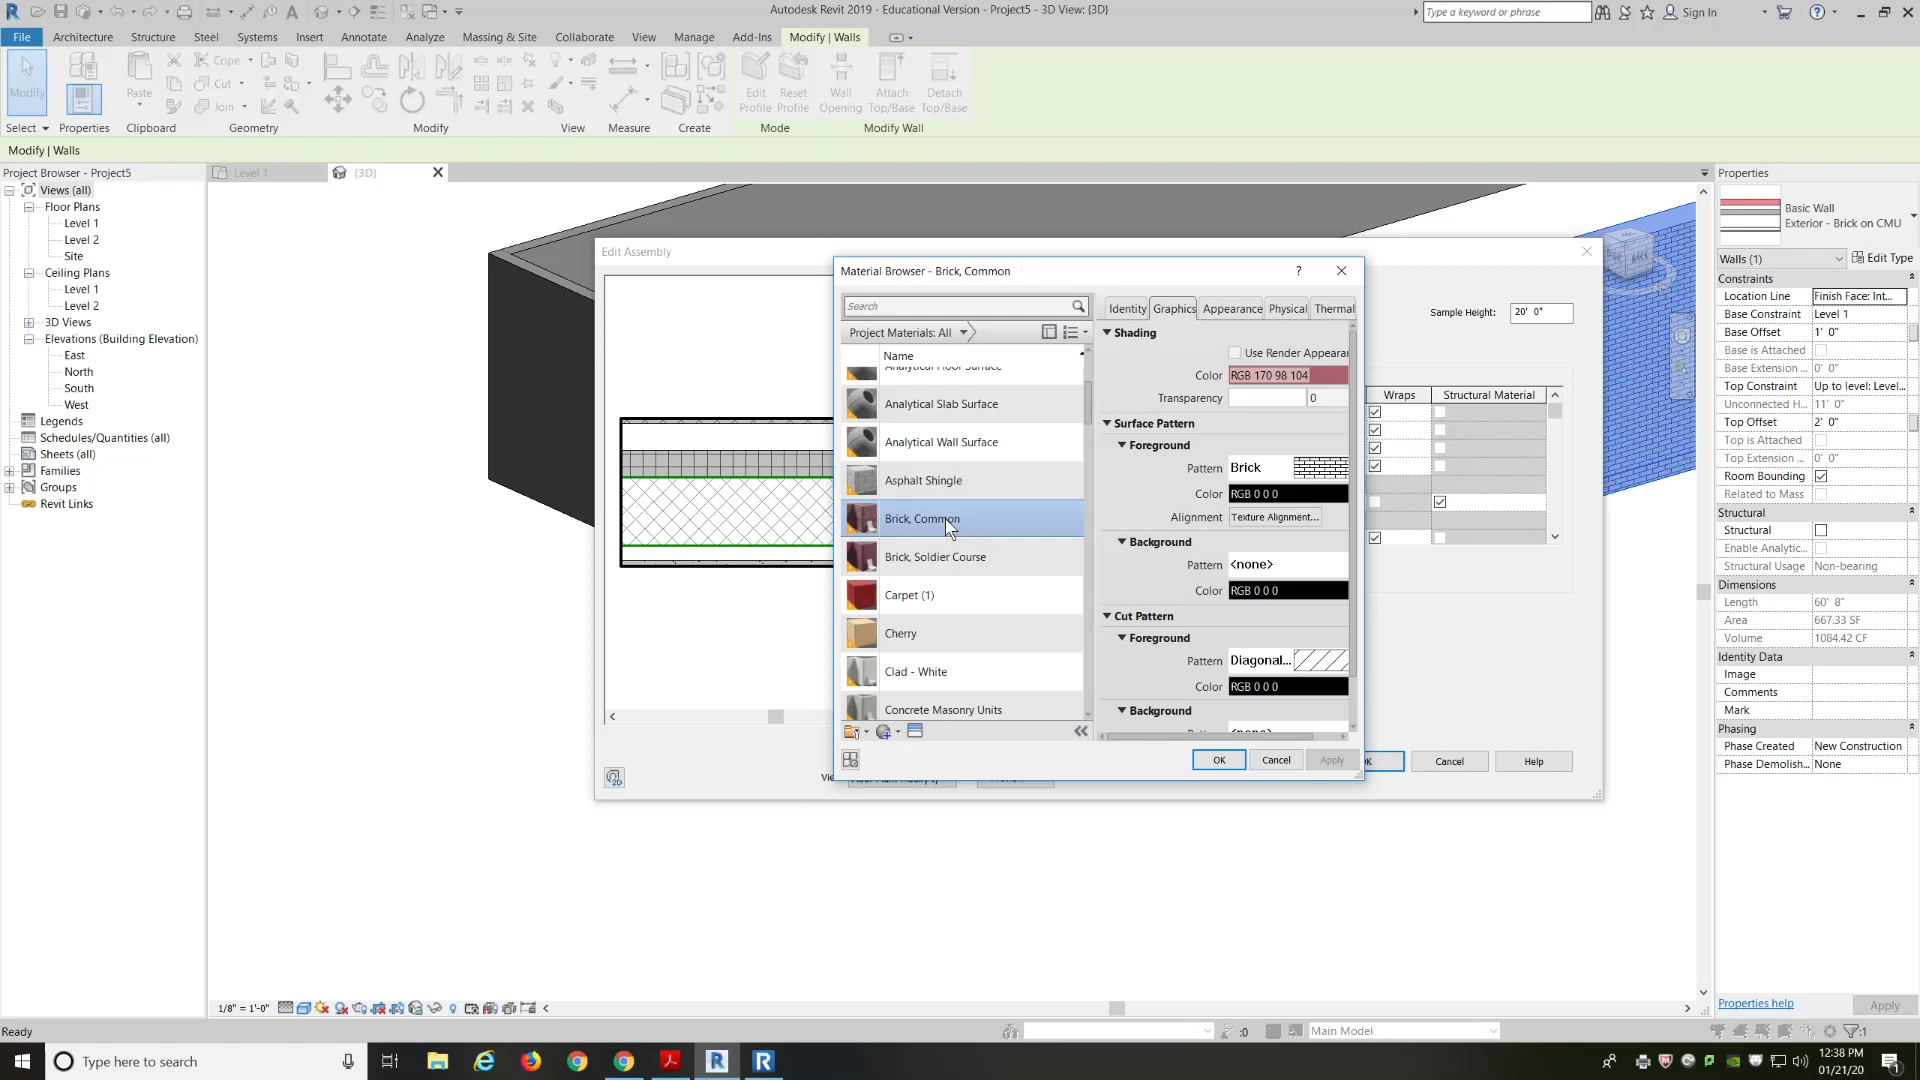 Autodesk Revit 2019 - Educational Version - Project5 - 3D View: {3D}
Type a keyword or phrase
Sign In
File Architecture Structure Steel Systems Insert Annotate Analyze Massing & Site Collaborate View Manage Add-Ins Modify | Walls
Modify
Paste
Cope
Cut
Join
Edit Profile
Reset Profile
Wall Opening
Attach Top/Base
Detach Top/Base
Select Properties Clipboard Geometry Modify View Measure Create Mode Modify Wall
Modify | Walls
Project Browser - Project5
Views (all)
Floor Plans
Level 1
Level 2
Site
Ceiling Plans
Level 1
Level 2
3D Views
Elevations (Building Elevation)
East
North
South
West
Legends
Schedules/Quantities (all)
Sheets (all)
Families
Groups
Revit Links
Level 1
{3D}
Edit Assembly
Sample Height: 20' 0"
Wraps Structural Material
OK Cancel Help
Material Browser - Brick, Common
?
Search
Project Materials: All
Name
Analytical Floor Surface
Analytical Slab Surface
Analytical Wall Surface
Asphalt Shingle
Brick, Common
Brick, Soldier Course
Carpet (1)
Cherry
Clad - White
Concrete Masonry Units
Identity Graphics Appearance Physical Thermal
Shading
Use Render Appearar
Color RGB 170 98 104
Transparency 0
Surface Pattern
Foreground
Pattern Brick
Color RGB 0 0 0
Alignment Texture Alignment...
Background
Pattern <none>
Color RGB 0 0 0
Cut Pattern
Foreground
Pattern Diagonal...
Color RGB 0 0 0
Background
OK Cancel Apply
Properties
Basic Wall
Exterior - Brick on CMU
Walls (1) Edit Type
Constraints
Location Line Finish Face: Int...
Base Constraint Level 1
Base Offset 1' 0"
Base is Attached
Base Extension ... 0' 0"
Top Constraint Up to level: Level...
Unconnected H... 11' 0"
Top Offset 2' 0"
Top is Attached
Top Extension ... 0' 0"
Room Bounding
Related to Mass
Structural
Structural
Enable Analytic...
Structural Usage Non-bearing
Dimensions
Length 60' 8"
Area 667.33 SF
Volume 1084.42 CF
Identity Data
Image
Comments
Mark
Phasing
Phase Created New Construction
Phase Demolish... None
Properties help Apply
1/8" = 1'-0"
Ready
:0
Main Model
:1
Type here to search
12:38 PM
01/21/20